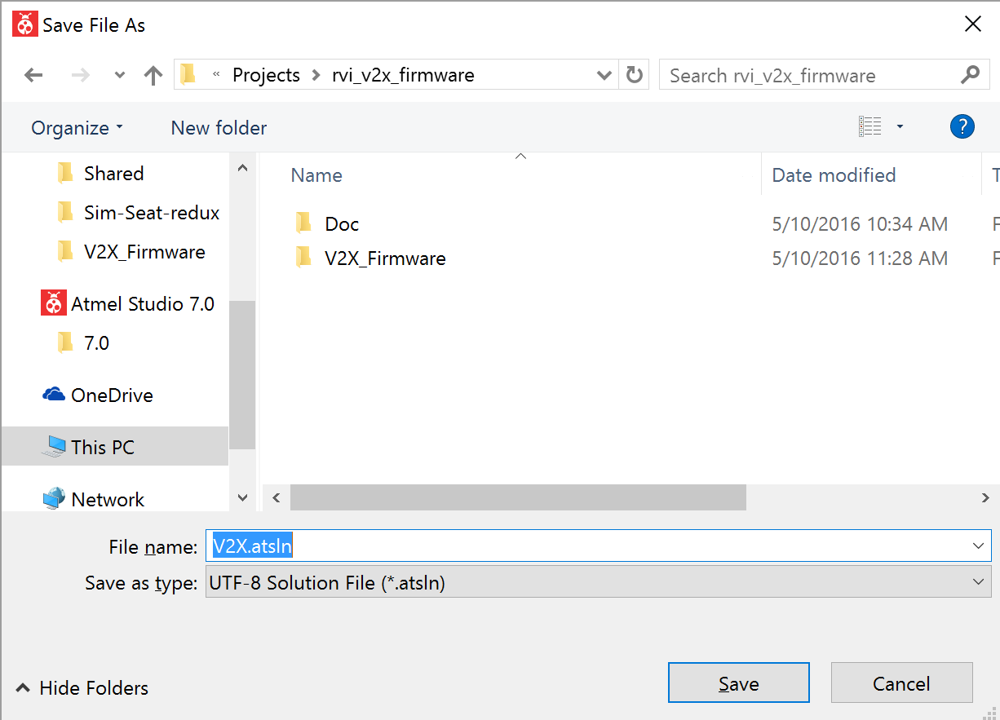 Save File As
« Projects > rvi_v2x_firmware
Search rvi_v2x_firmware
Organize
New folder
?
Shared
Sim-Seat-redux
V2X_Firmware
Atmel Studio 7.0
7.0
OneDrive
This PC
Network
Name Date modified T
Doc 5/10/2016 10:34 AM F
V2X_Firmware 5/10/2016 11:28 AM F
File name: V2X.atsln
Save as type: UTF-8 Solution File (*.atsln)
Hide Folders
Save
Cancel